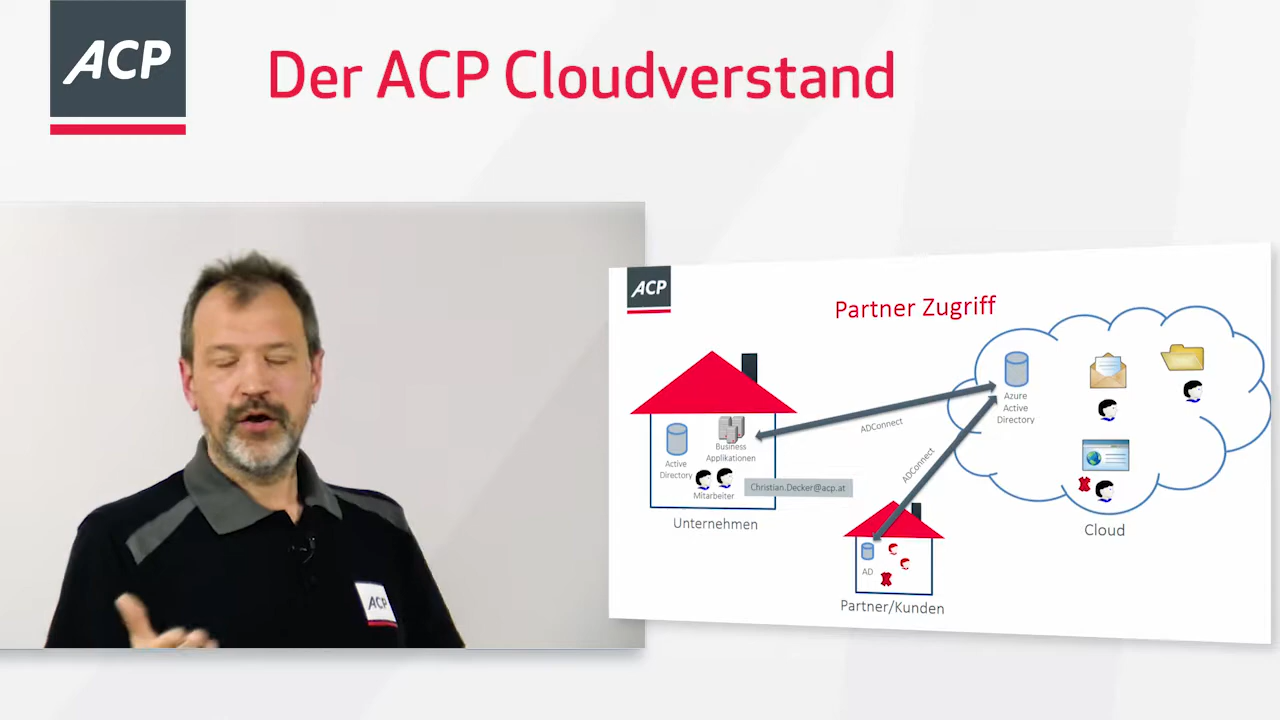 ACP
Der ACP Cloudverstand
ACP
Partner Zugriff
Azure
Active
Directory
ADConnect
ADConnect
Business
Applikationen
Active
Directory
Mitarbeiter
Christian.Decker@acp.at
Unternehmen
Cloud
AD
Partner/Kunden
ACP